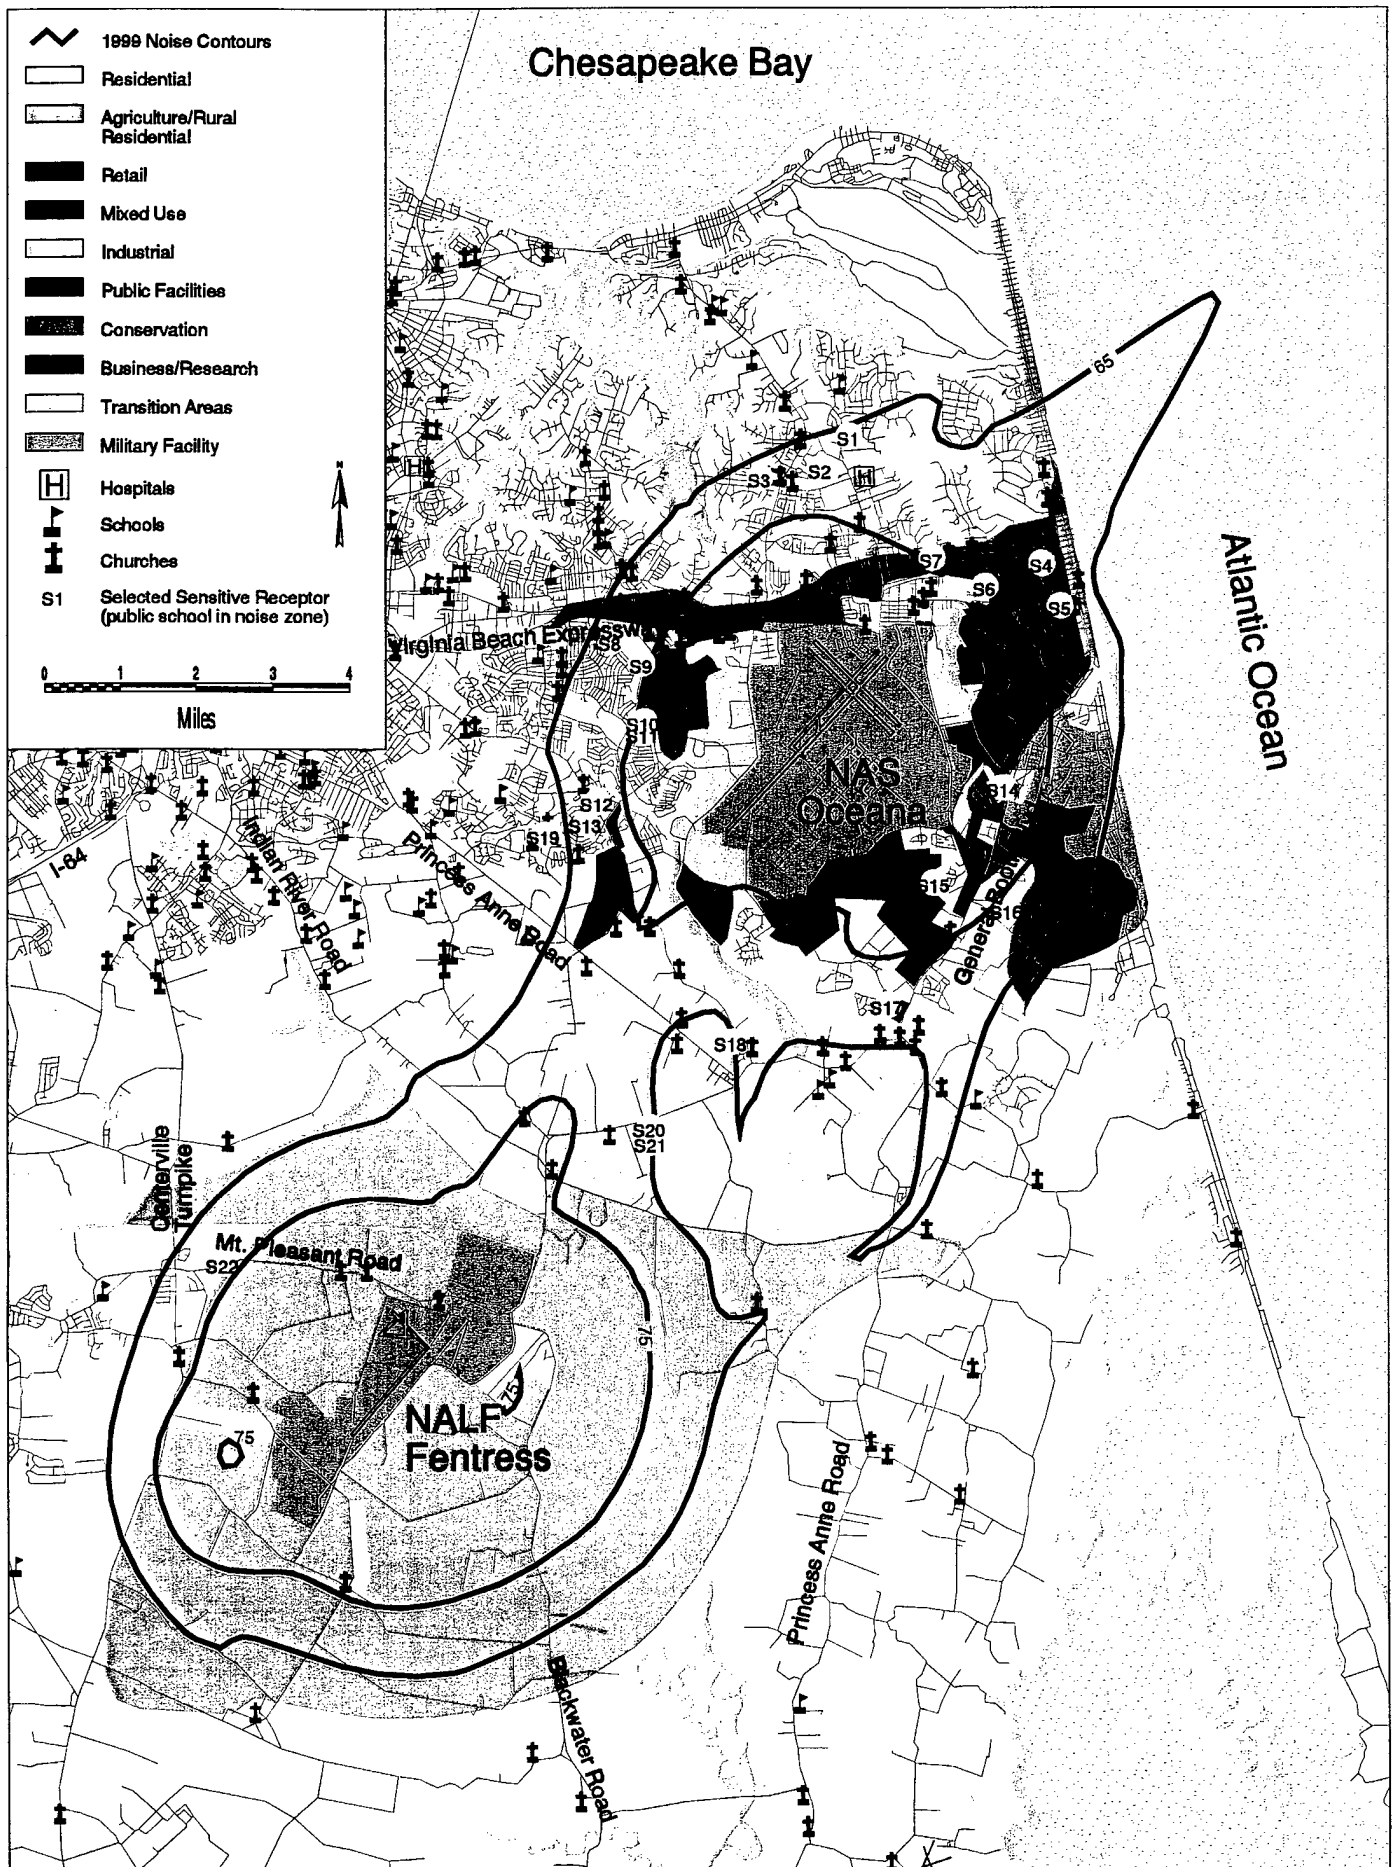 Chesapeake Bay
1999 Noise Contours
Residential
Agriculture/Rural
Residential
Retail
Mixed Use
Industrial
Public Facilities
Conservation
Business/Research
Transition Areas
Military Facility
H
Hospitals
Schools
Churches
S1
Selected Sensitive Receptor
(public school in noise zone)
N
0 1 2 3 4
Miles
65
S1
H
S2
H
S3
Atlantic Ocean
S7
S4
S6
S5
Virginia Beach Expressway
S8
S9
S10
S11
NAS
Oceana
S14
S12
S13
S19
I-64
Indian River Road
Princess Anne Road
S15
S16
General Booth
S17
S18
S20
S21
Centerville
Turnpike
Mt. Pleasant Road
S22
75
75
NALF
Fentress
75
Princess Anne Road
Blackwater Road